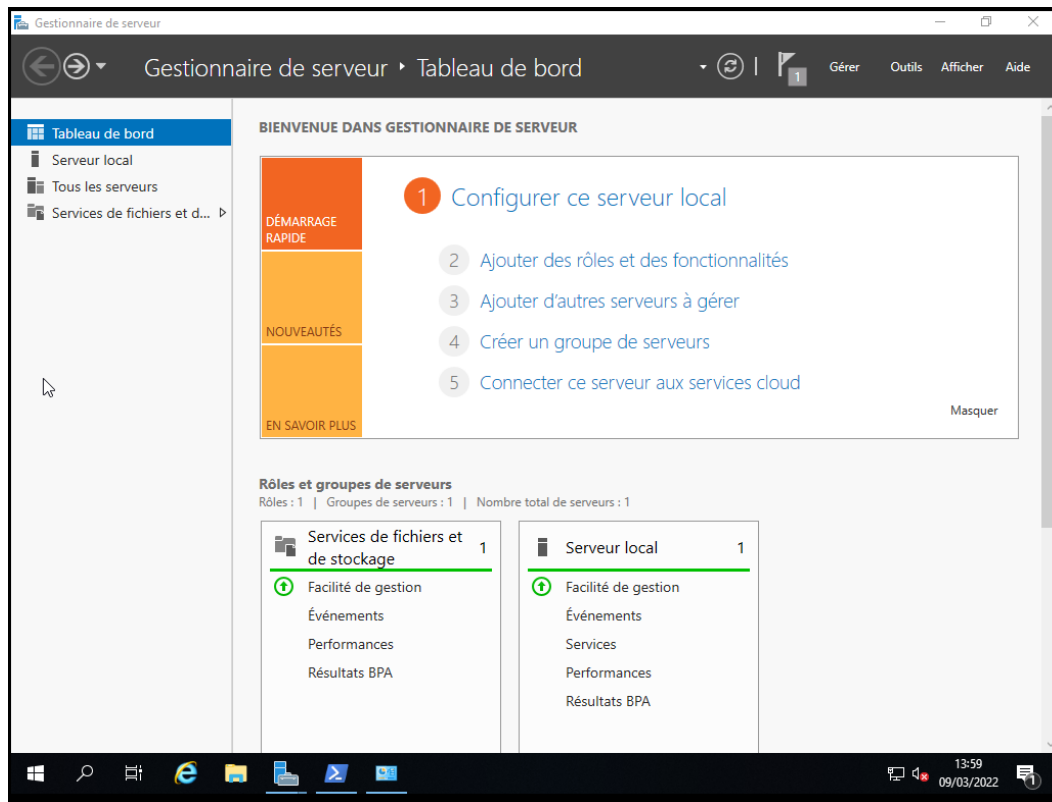 Gestionnaire de serveur
Gestionnaire de serveur ‣ Tableau de bord
1
Gérer
Outils
Afficher
Aide
Tableau de bord
Serveur local
Tous les serveurs
Services de fichiers et d...
BIENVENUE DANS GESTIONNAIRE DE SERVEUR
DÉMARRAGE
RAPIDE
NOUVEAUTÉS
EN SAVOIR PLUS
1 Configurer ce serveur local
2 Ajouter des rôles et des fonctionnalités
3 Ajouter d’autres serveurs à gérer
4 Créer un groupe de serveurs
5 Connecter ce serveur aux services cloud
Masquer
Rôles et groupes de serveurs
Rôles : 1 | Groupes de serveurs : 1 | Nombre total de serveurs : 1
Services de fichiers et
de stockage
1
Facilité de gestion
Événements
Performances
Résultats BPA
Serveur local 1
Facilité de gestion
Événements
Services
Performances
Résultats BPA
13:59
09/03/2022
1